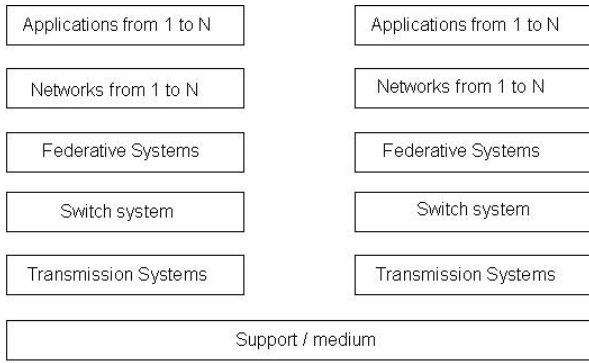 Applications from 1 to N
Applications from 1 to N
Networks from 1 to N
Networks from 1 to N
Federative Systems
Federative Systems
Switch system
Switch system
Transmission Systems
Transmission Systems
Support / medium